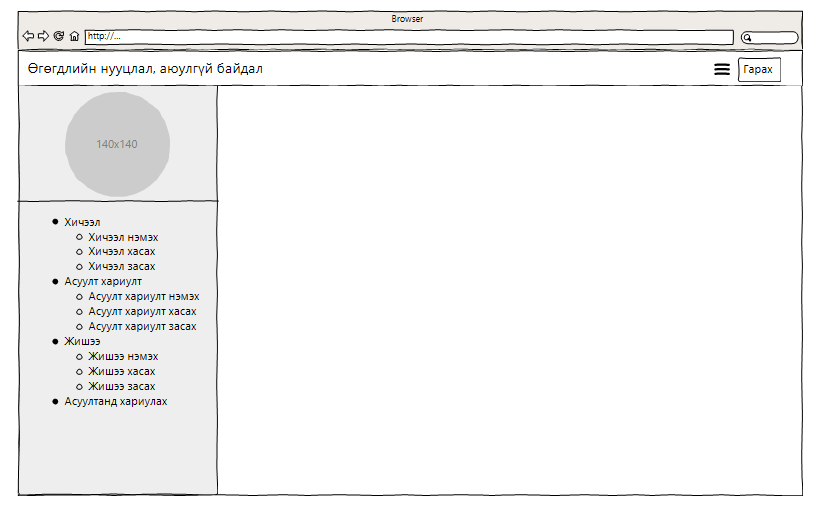 Browser
http://...
Өгөгдлийн нууцлал, аюулгүй байдал
Гарах
140x140
Хичээл
Хичээл нэмэх
Хичээл хасах
Хичээл засах
Асуулт хариулт
Асуулт хариулт нэмэх
Асуулт хариулт хасах
Асуулт хариулт засах
Жишээ
Жишээ нэмэх
Жишээ хасах
Жишээ засах
Асуултанд хариулах